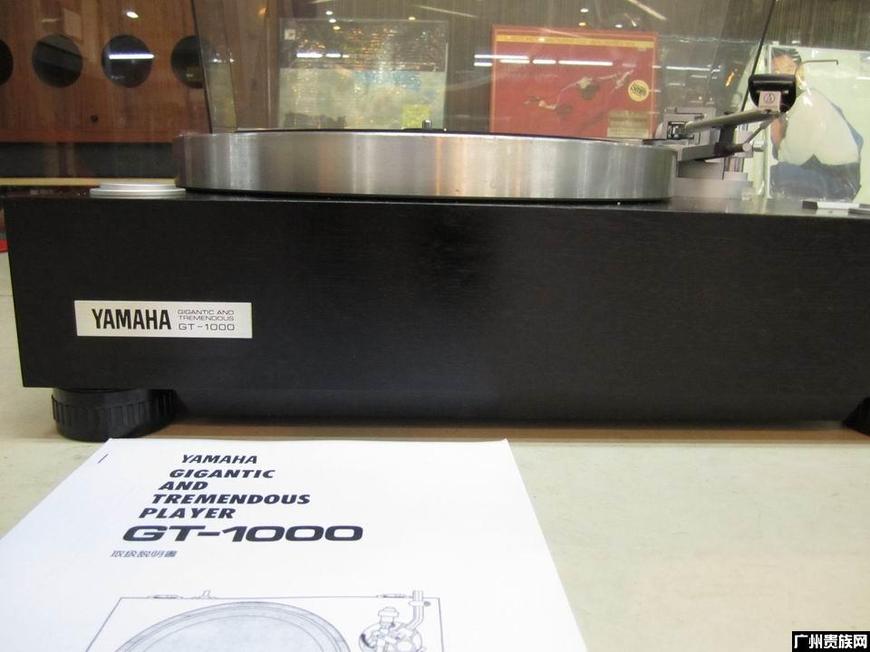 YAMAHA
GIGANTIC AND
TREMENDOUS
GT-1000
YAMAHA
GIGANTIC
AND
TREMENDOUS
PLAYER
GT-1000
取扱説明書
广州贵族网